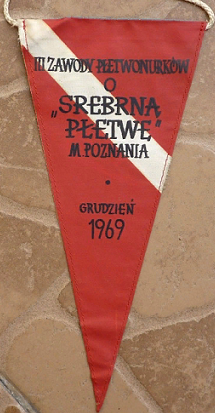 III ZAWODY PŁETWONURKÓW
O
„SREBRNĄ
PŁETWĘ"
M. POZNANIA
•
GRUDZIEŃ
1969